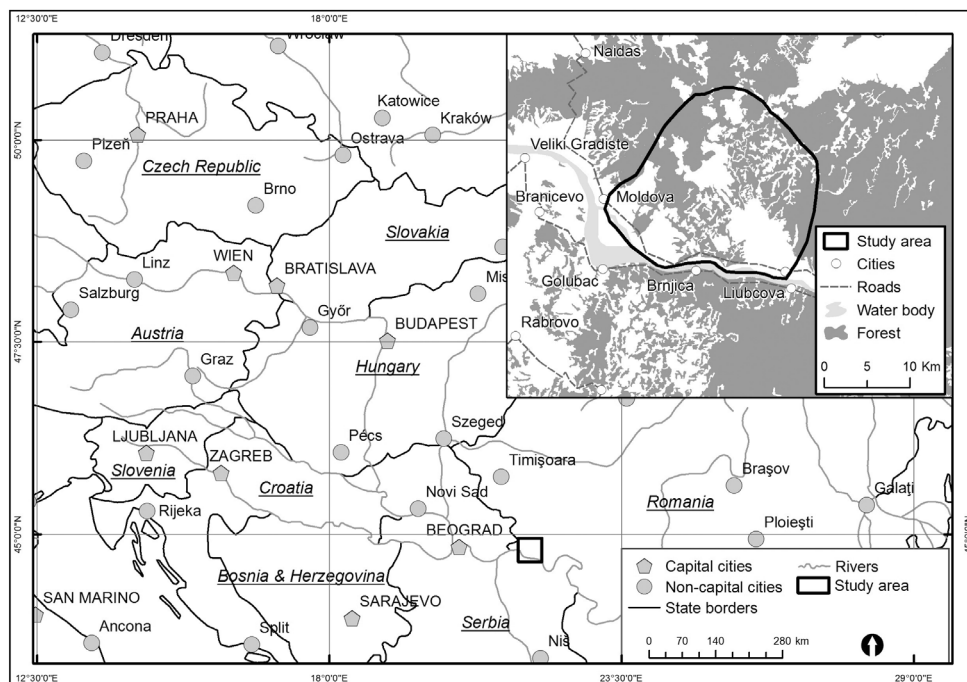 12°30'0"E
18°0'0"E
Dresden
Wrocław
PRAHA
Katowice
Kraków
Plzeň
Ostrava
50°0'0"N
Czech Republic
Brno
Slovakia
Linz
WIEN
BRATISLAVA
Mis
Salzburg
Győr
Austria
BUDAPEST
47°30'0"N
Graz
Hungary
LJUBLJANA
Pécs
Szeged
Slovenia
ZAGREB
Timişoara
Croatia
Braşov
Rijeka
Novi Sad
Romania
Galaţi
BEOGRAD
Ploieşti
45°0'0"N
Bosnia & Herzegovina
SAN MARINO
SARAJEVO
Serbia
Ancona
Split
Niš
Naidas
Veliki Gradiste
Branicevo
Moldova
Golubac
Brnjica
Liubcova
Rabrovo
Study area
Cities
Roads
Water body
Forest
0 5 10 Km
Capital cities
Rivers
Non-capital cities
Study area
State borders
0 70 140 280 km
12°30'0"E
18°0'0"E
23°30'0"E
29°0'0"E